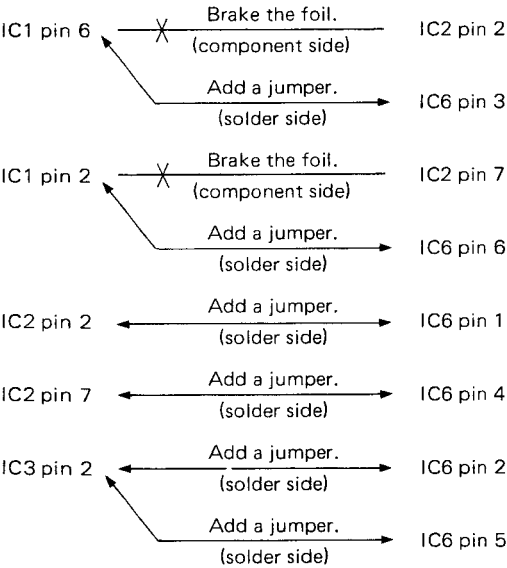 Brake the foil.
IC1 pin 6 IC2 pin 2
(component side)
Add a jumper.
IC6 pin 3
(solder side)
Brake the foil.
IC1 pin 2 IC2 pin 7
(component side)
Add a jumper.
IC6 pin 6
(solder side)
Add a jumper.
IC2 pin 2 IC6 pin 1
(solder side)
Add a jumper.
IC2 pin 7 IC6 pin 4
(solder side)
Add a jumper.
IC3 pin 2 IC6 pin 2
(solder side)
Add a jumper.
IC6 pin 5
(solder side)